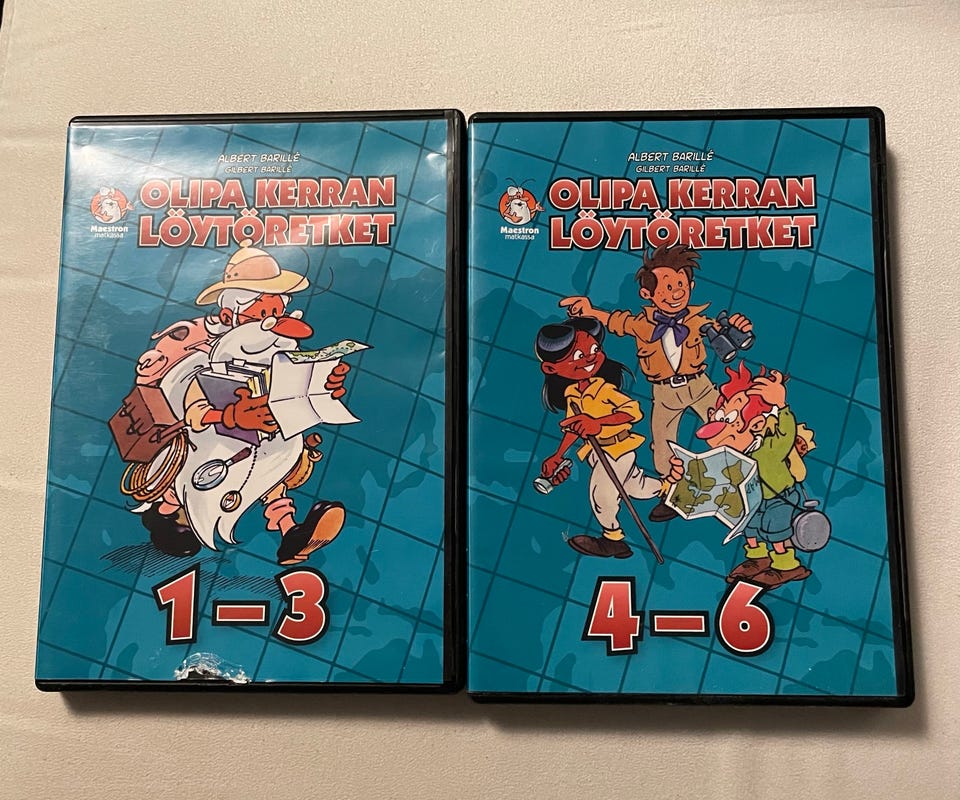 ALBERT BARILLÉ
GILBERT BARILLÉ
OLIPA KERRAN
LÖYTÖRETKET
Maestron
matkassa
1–3
ALBERT BARILLÉ
GILBERT BARILLÉ
OLIPA KERRAN
LÖYTÖRETKET
Maestron
matkassa
4–6